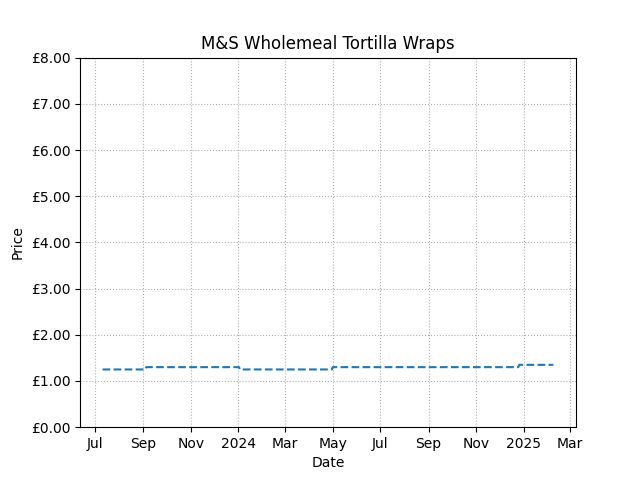 M&S Wholemeal Tortilla Wraps
£8.00
£7.00
£6.00
£5.00
£4.00
£3.00
£2.00
£1.00
£0.00
Price
Jul Sep Nov 2024 Mar May Jul Sep Nov 2025 Mar
Date